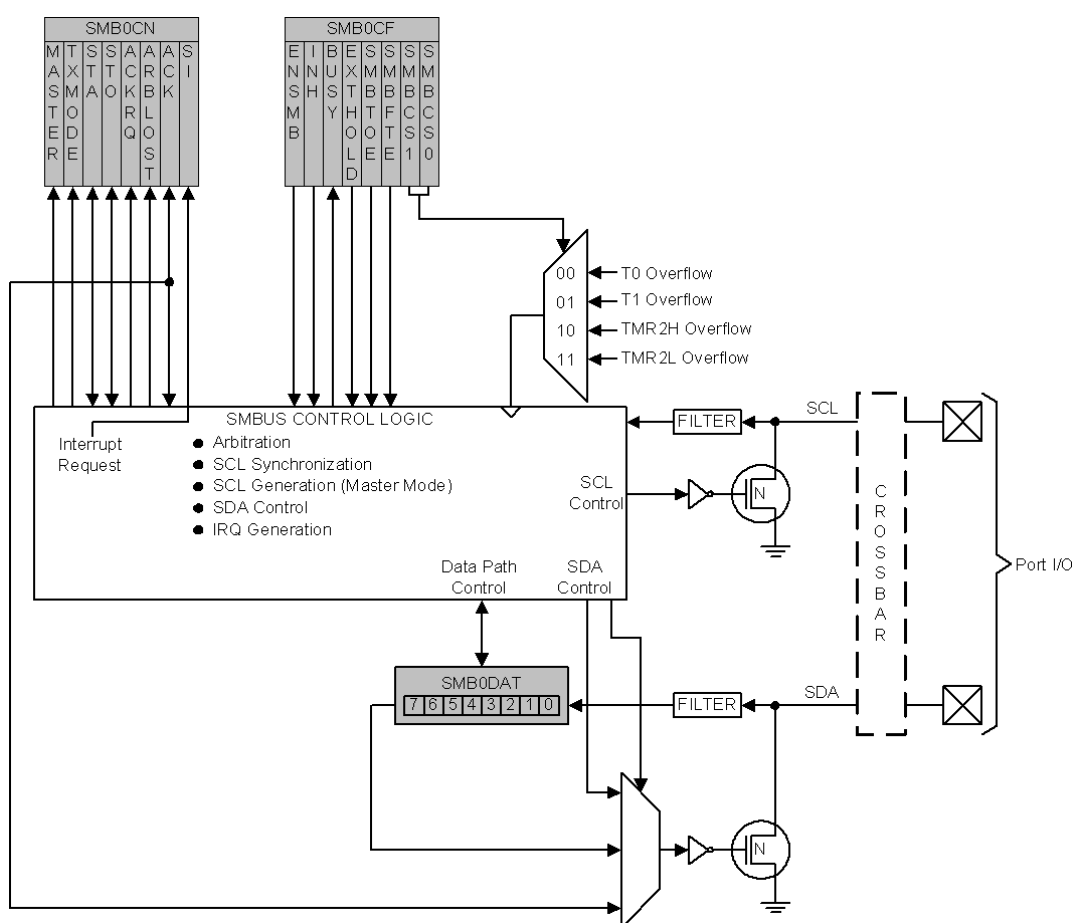 SMB0CN
MASTER
TXMODE
STA
STO
ACKRQ
ARBLOST
ACK
SI
SMB0CF
ENSMB
INH
BUSY
EXTHOLD
SMBTOE
SMBFTE
SMBCS1
SMBCS0
00
01
10
11
T0 Overflow
T1 Overflow
TMR2H Overflow
TMR2L Overflow
SMBUS CONTROL LOGIC
Interrupt
Request
● Arbitration
● SCL Synchronization
● SCL Generation (Master Mode)
● SDA Control
● IRQ Generation
SCL
Control
Data Path
Control
SDA
Control
FILTER
SCL
N
CROSSBAR
Port I/O
SMB0DAT
7 6 5 4 3 2 1 0
FILTER
SDA
N